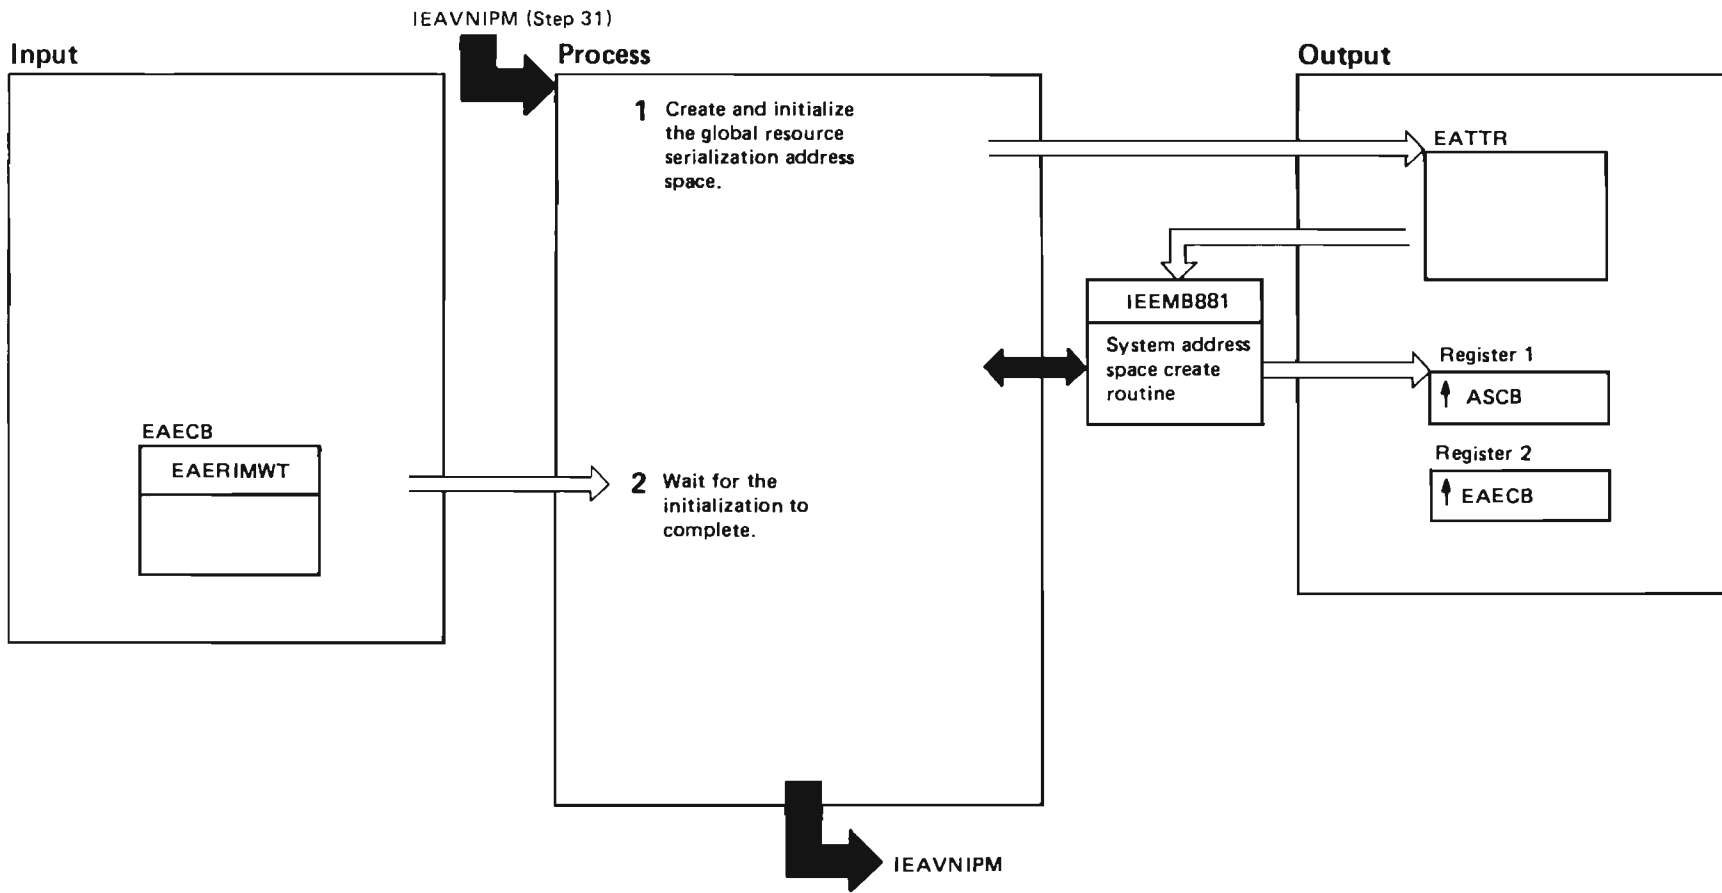 IEAVNIPM (Step 31)
Input
Process
Output
1 Create and initialize
the global resource
serialization address
space.
EATTR
IEEMB881
System address
space create
routine
Register 1
ASCB
Register 2
EAECB
EAECB
EAERIMWT
2 Wait for the
initialization to
complete.
IEAVNIPM